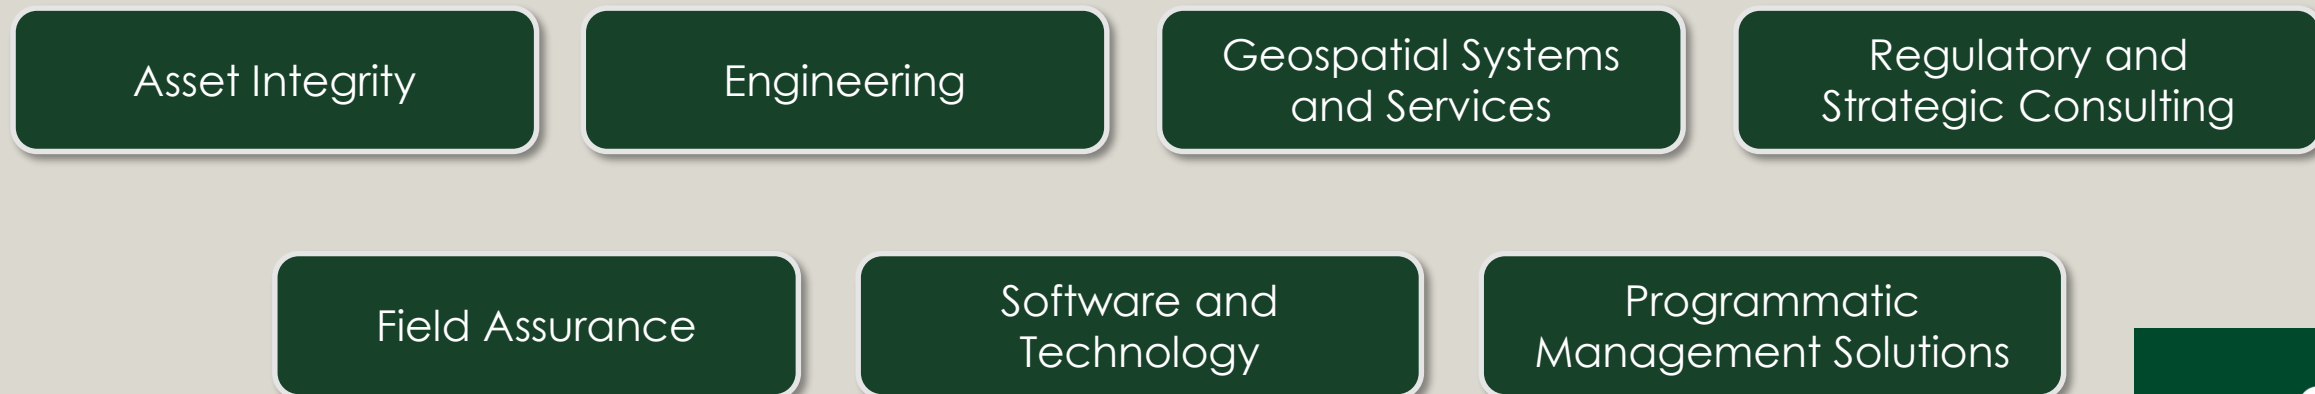 Asset Integrity
Engineering
Geospatial Systems
and Services
Regulatory and
Strategic Consulting
Field Assurance
Software and
Technology
Programmatic
Management Solutions